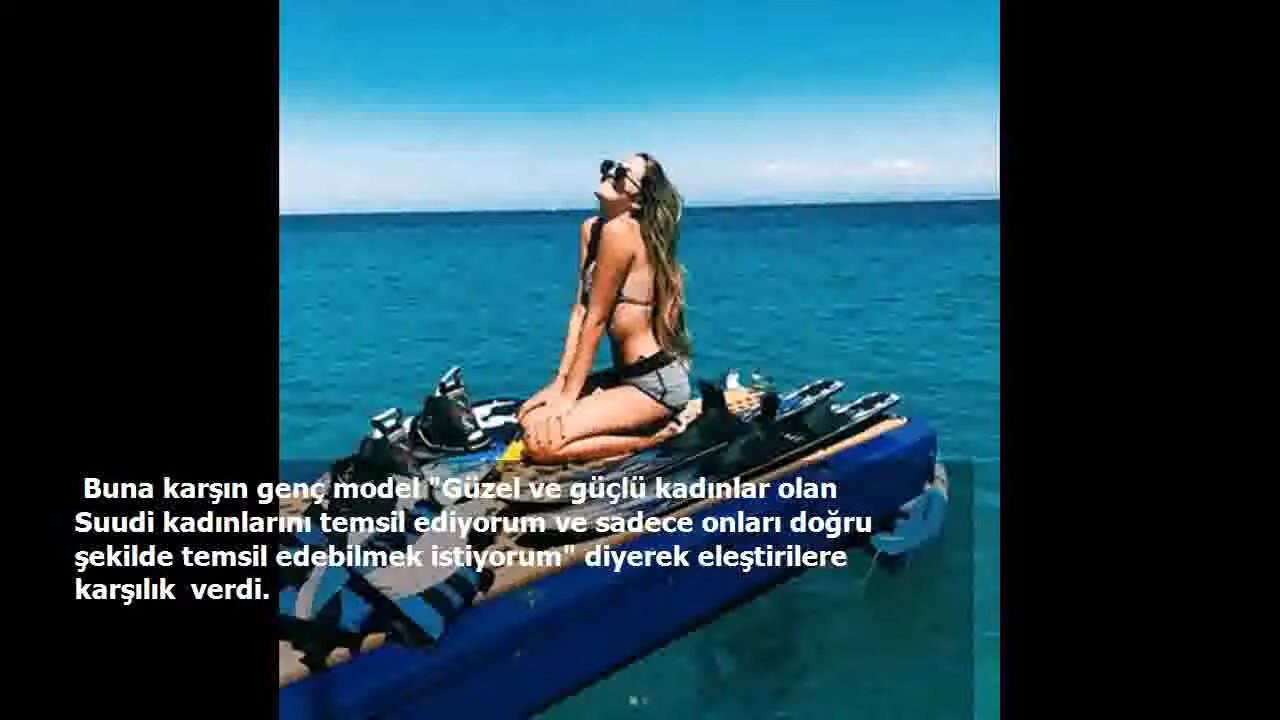 Buna karşın genç model "Güzel ve güçlü kadınlar olan
Suudi kadınlarını temsil ediyorum ve sadece onları doğru
şekilde temsil edebilmek istiyorum" diyerek eleştirilere
karşılık verdi.